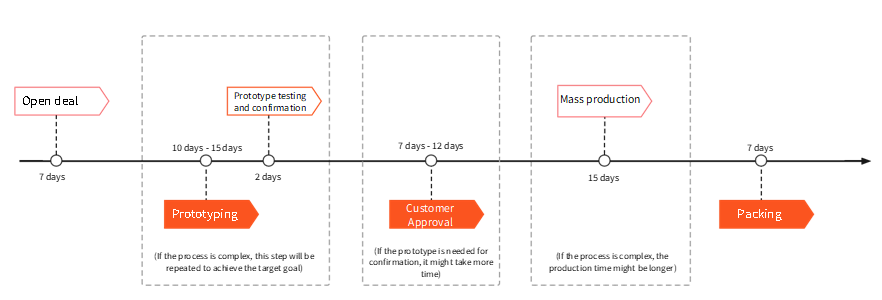 Open deal
7 days
Prototype testing
and confirmation
10 days - 15 days
2 days
Prototyping
(If the process is complex, this step will be
repeated to achieve the target goal)
7 days - 12 days
Customer
Approval
(If the prototype is needed for
confirmation, it might take more
time)
Mass production
15 days
(If the process is complex, the
production time might be longer)
7 days
Packing